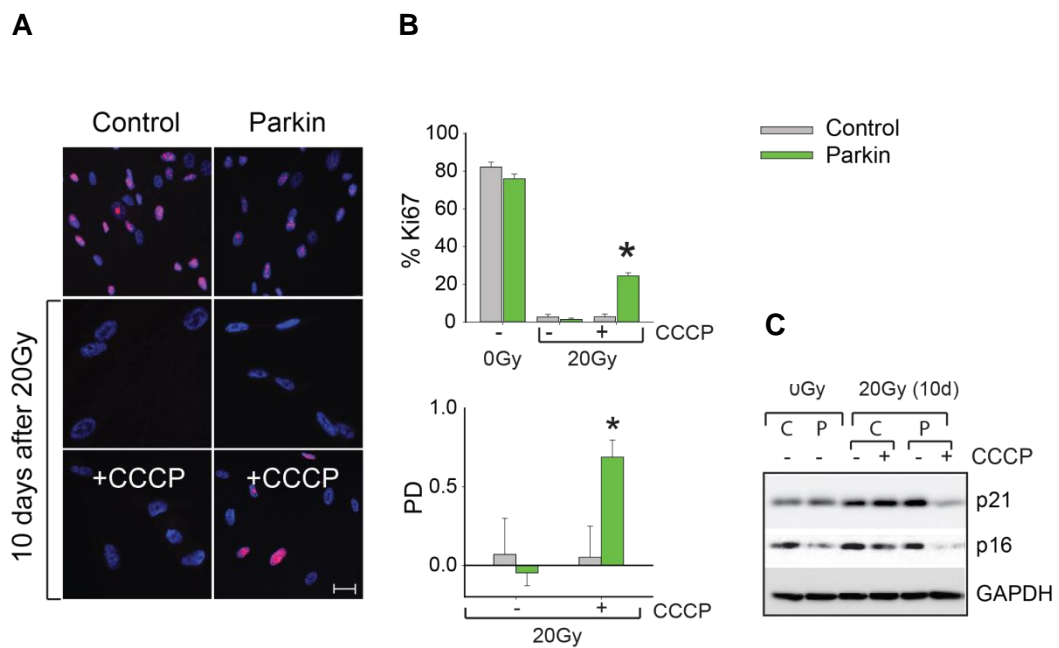 A
B
Control Parkin
10 days after 20Gy
+CCCP +CCCP
Control
Parkin
100
80
60
40
20
0
% Ki67
*
- - + CCCP
0Gy 20Gy
1.0
0.5
0.0
PD
*
- + CCCP
20Gy
C
0Gy 20Gy (10d)
C P C P
- - - + - + CCCP
p21
p16
GAPDH